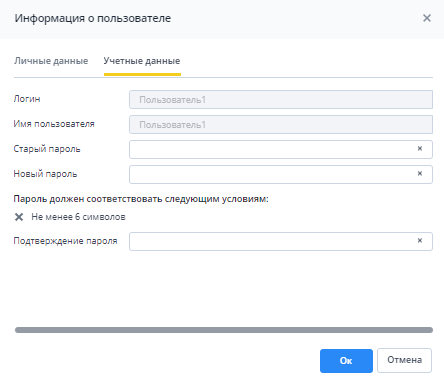 Информация о пользователе
Личные данные Учетные данные
Логин Пользователь1
Имя пользователя Пользователь1
Старый пароль
Новый пароль
Пароль должен соответствовать следующим условиям:
Не менее 6 символов
Подтверждение пароля
Ок Отмена